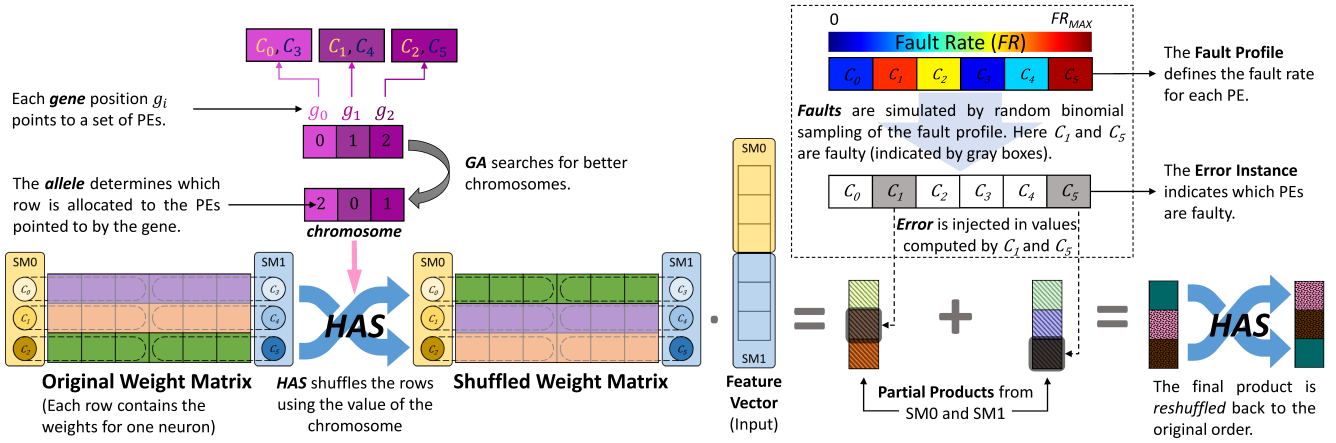 C0, C3 C1, C4 C2, C5
Each gene position gi
points to a set of PEs.
g0 g1 g2
0 1 2
GA searches for better
chromosomes.
The allele determines which
row is allocated to the PEs
pointed to by the gene.
2 0 1
chromosome
SM0 SM1
C0 C3
C1 C4
C2 C5
HAS
Original Weight Matrix
(Each row contains the
weights for one neuron)
HAS shuffles the rows
using the value of the
chromosome
SM0 SM1
C0 C3
C1 C4
C2 C5
Shuffled Weight Matrix
·
SM0
SM1
Feature
Vector
(Input)
0 FRMAX
Fault Rate (FR)
C0 C1 C2 C3 C4 C5
The Fault Profile
defines the fault rate
for each PE.
Faults are simulated by random binomial
sampling of the fault profile. Here C1 and C5
are faulty (indicated by gray boxes).
C0 C1 C2 C3 C4 C5
The Error Instance
indicates which PEs
are faulty.
Error is injected in values
computed by C1 and C5
= + =
Partial Products from
SM0 and SM1
HAS
The final product is
reshuffled back to the
original order.